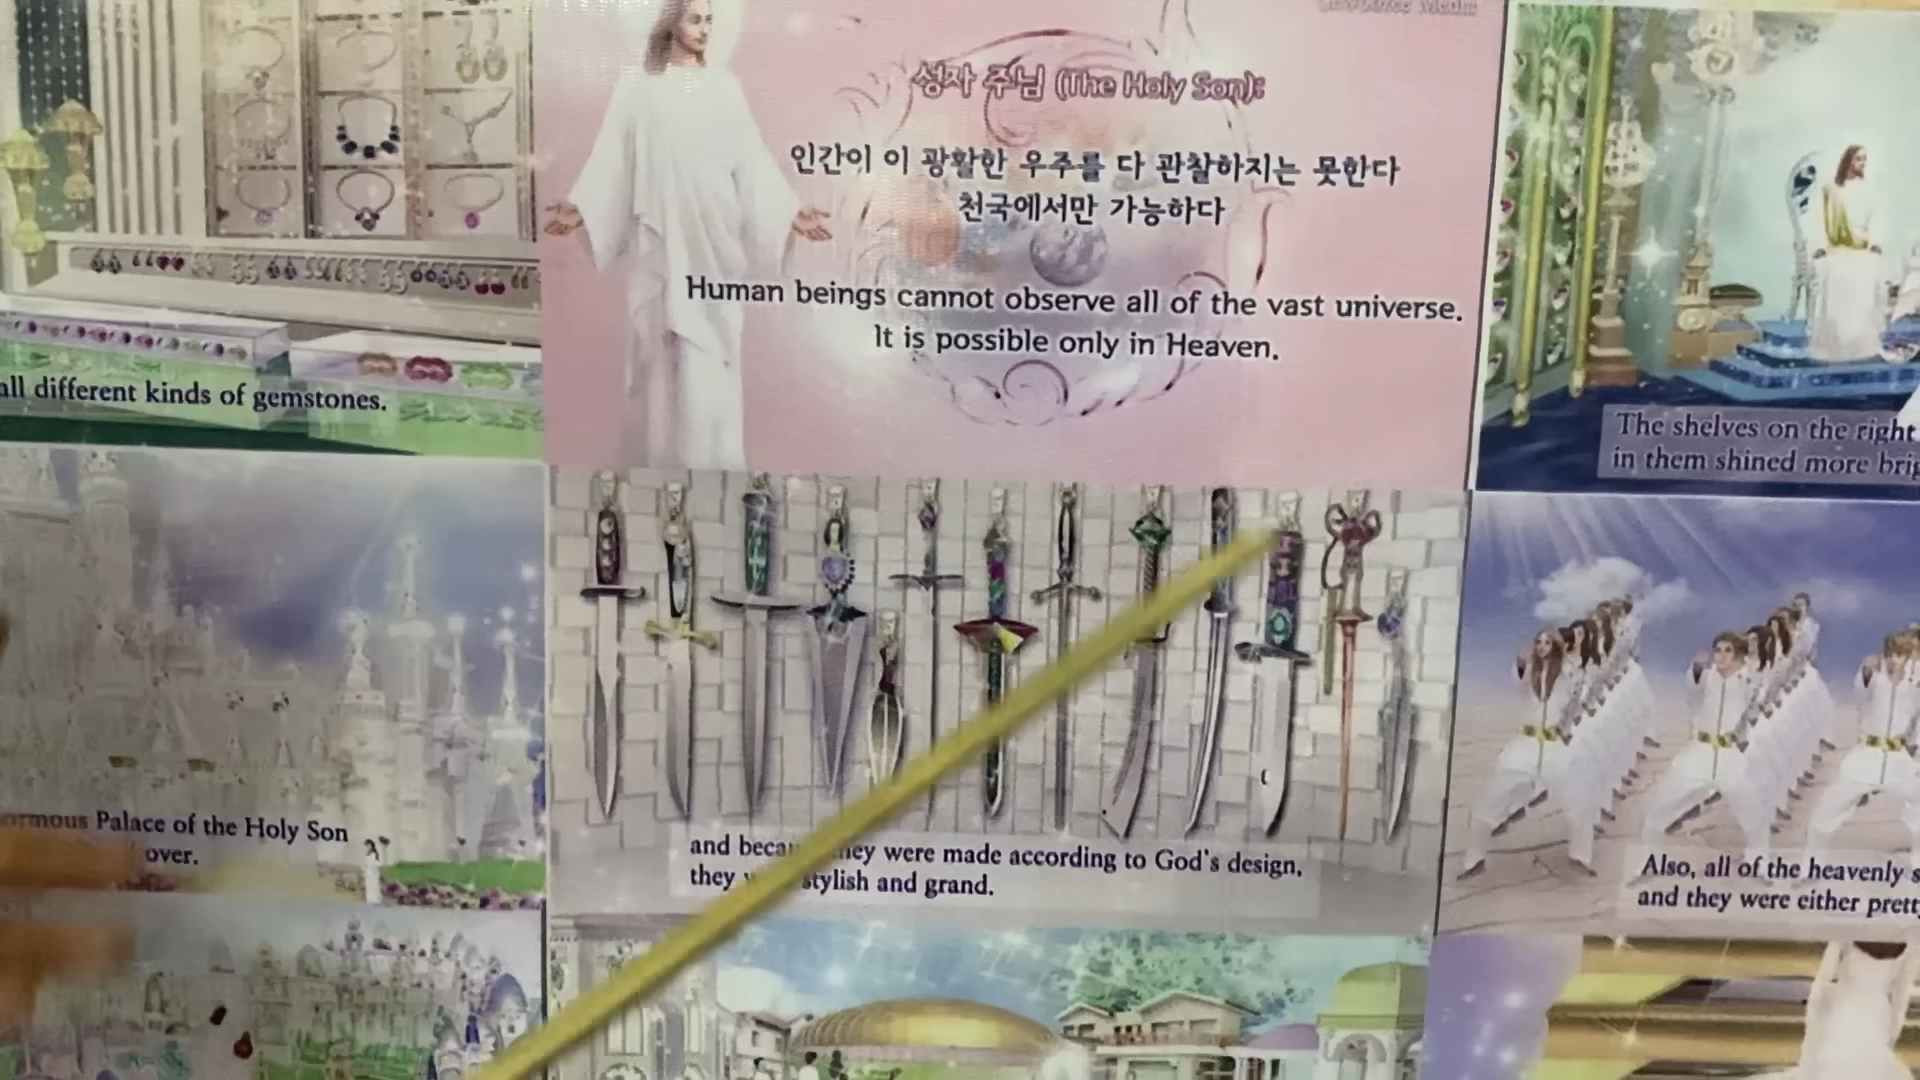 성자 주님 (The Holy Son):
인간이 이 광활한 우주를 다 관찰하지는 못한다
천국에서만 가능하다
Human beings cannot observe all of the vast universe.
It is possible only in Heaven.
all different kinds of gemstones.
The shelves on the right
in them shined more
Palace of the Holy Son
over.
and they were made according to God's design,
they stylish and grand.
Also, all of the heavenly
and they were either